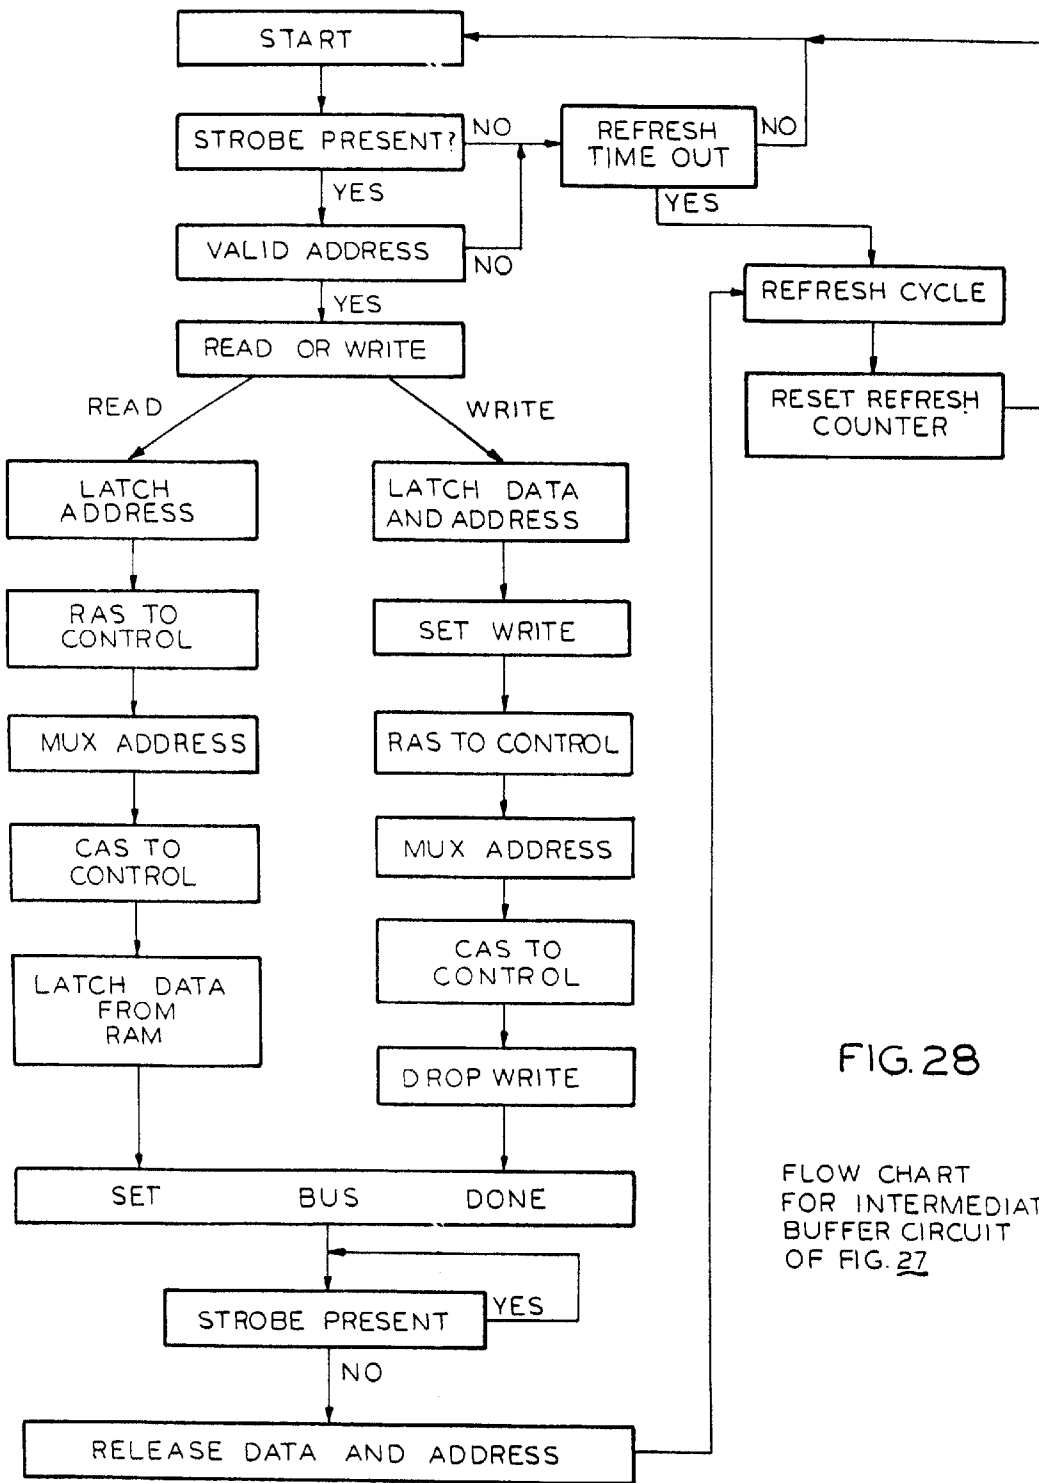 START
STROBE PRESENT?
NO
REFRESH
TIME OUT
NO
YES
YES
VALID ADDRESS
NO
REFRESH CYCLE
YES
READ OR WRITE
RESET REFRESH
COUNTER
READ
WRITE
LATCH
ADDRESS
LATCH DATA
AND ADDRESS
RAS TO
CONTROL
SET WRITE
MUX ADDRESS
RAS TO CONTROL
CAS TO
CONTROL
MUX ADDRESS
LATCH DATA
FROM
RAM
CAS TO
CONTROL
DROP WRITE
SET BUS DONE
STROBE PRESENT
YES
NO
RELEASE DATA AND ADDRESS
FIG. 28
FLOW CHART
FOR INTERMEDIAT
BUFFER CIRCUIT
OF FIG. 27